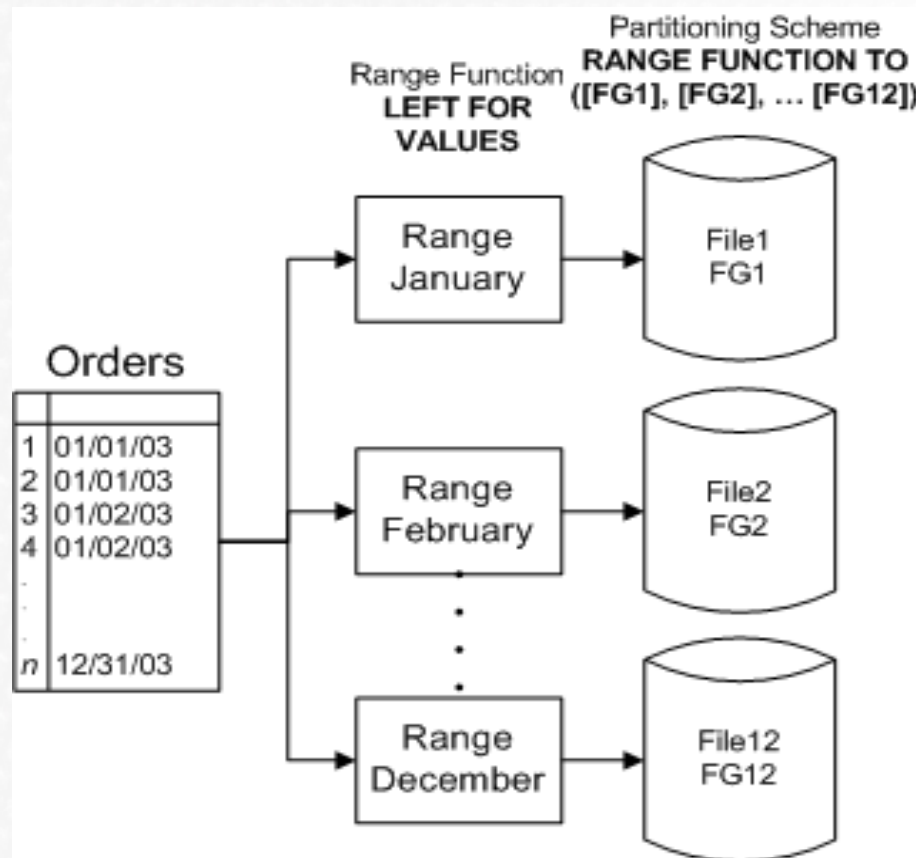 Partitioning Scheme
RANGE FUNCTION TO
([FG1], [FG2], ... [FG12])
Range Function
LEFT FOR
VALUES
Range
January
File1
FG1
Orders
1 01/01/03
2 01/01/03
3 01/02/03
4 01/02/03
.
.
.
n 12/31/03
Range
February
File2
FG2
Range
December
File12
FG12